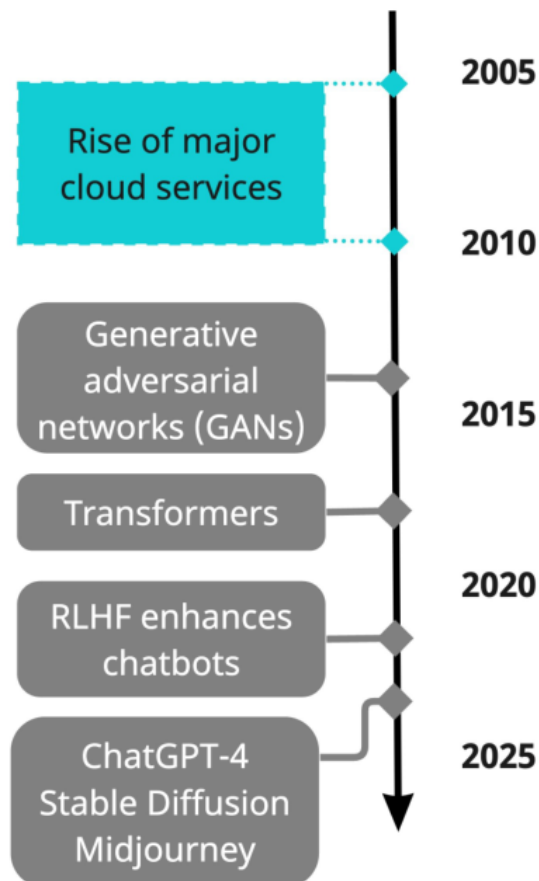 2005
Rise of major
cloud services
2010
Generative
adversarial
networks (GANs)
2015
Transformers
2020
RLHF enhances
chatbots
2025
ChatGPT-4
Stable Diffusion
Midjourney